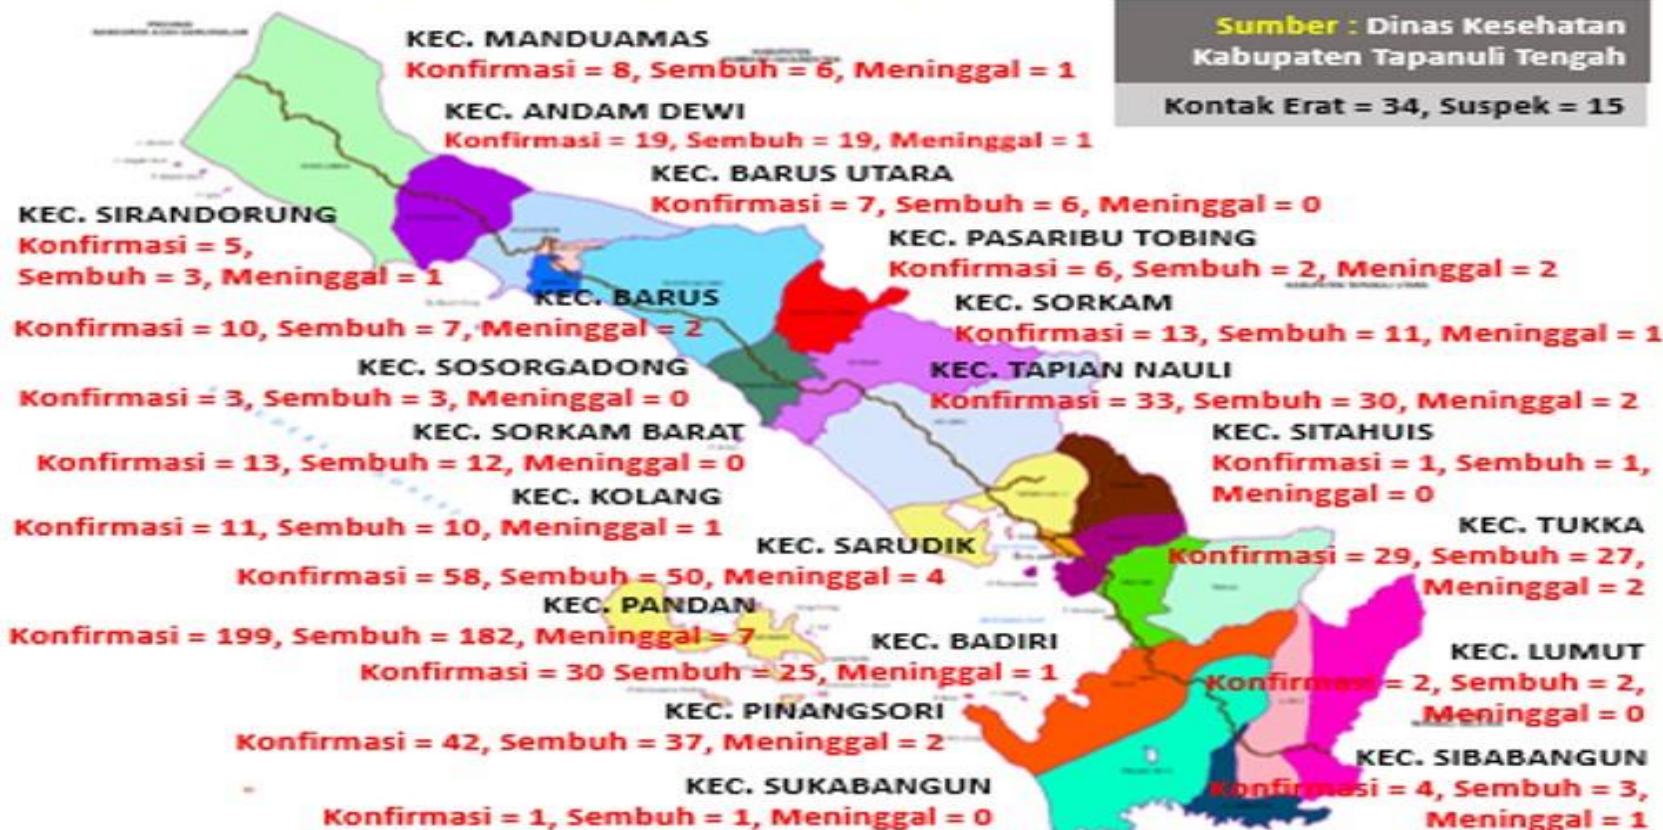 Sumber : Dinas Kesehatan
Kabupaten Tapanuli Tengah
Kontak Erat = 34, Suspek = 15
KEC. MANDUAMAS
Konfirmasi = 8, Sembuh = 6, Meninggal = 1
KEC. ANDAM DEWI
Konfirmasi = 19, Sembuh = 19, Meninggal = 1
KEC. BARUS UTARA
Konfirmasi = 7, Sembuh = 6, Meninggal = 0
KEC. SIRANDORUNG
Konfirmasi = 5,
Sembuh = 3, Meninggal = 1
KEC. PASARIBU TOBING
Konfirmasi = 6, Sembuh = 2, Meninggal = 2
KEC. BARUS
Konfirmasi = 10, Sembuh = 7, Meninggal = 2
KEC. SORKAM
Konfirmasi = 13, Sembuh = 11, Meninggal = 1
KEC. SOSORGADONG
Konfirmasi = 3, Sembuh = 3, Meninggal = 0
KEC. TAPIAN NAULI
Konfirmasi = 33, Sembuh = 30, Meninggal = 2
KEC. SORKAM BARAT
Konfirmasi = 13, Sembuh = 12, Meninggal = 0
KEC. SITAHUIS
Konfirmasi = 1, Sembuh = 1,
Meninggal = 0
KEC. KOLANG
Konfirmasi = 11, Sembuh = 10, Meninggal = 1
KEC. TUKKA
Konfirmasi = 29, Sembuh = 27,
Meninggal = 2
KEC. SARUDIK
Konfirmasi = 58, Sembuh = 50, Meninggal = 4
KEC. PANDAN
Konfirmasi = 199, Sembuh = 182, Meninggal = 7
KEC. BADIRI
Konfirmasi = 30 Sembuh = 25, Meninggal = 1
KEC. LUMUT
Konfirmasi = 2, Sembuh = 2,
Meninggal = 0
KEC. PINANGSORI
Konfirmasi = 42, Sembuh = 37, Meninggal = 2
KEC. SIBABANGUN
Konfirmasi = 4, Sembuh = 3,
Meninggal = 1
KEC. SUKABANGUN
Konfirmasi = 1, Sembuh = 1, Meninggal = 0